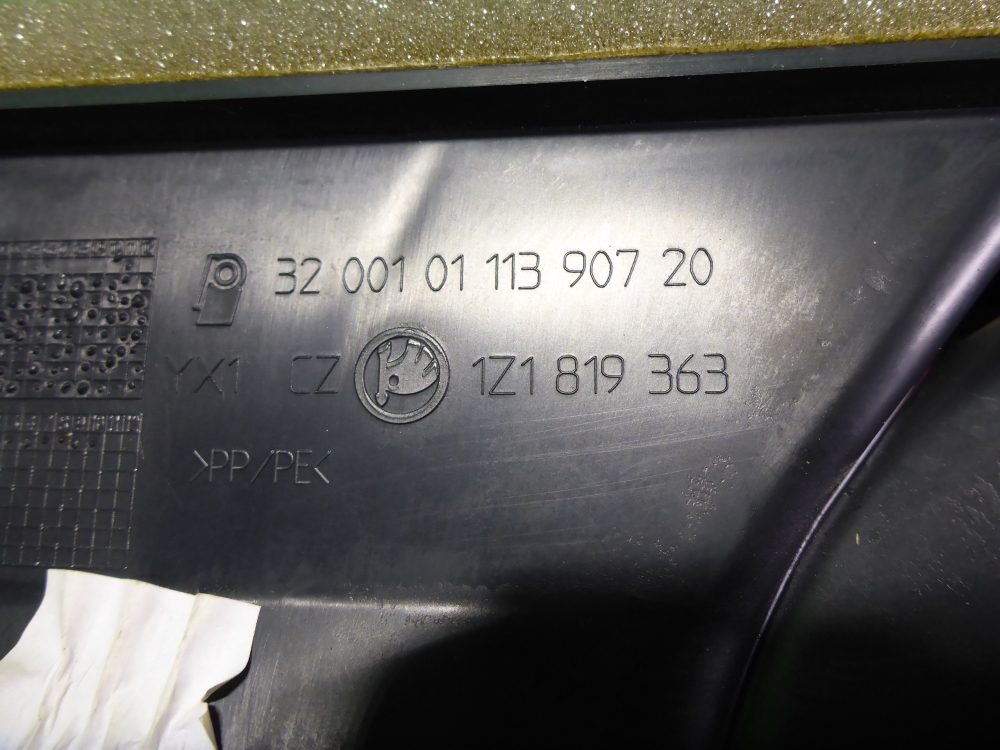 32 001 01 113 907 20
YX1 CZ 1Z1 819 363
>PP/PE<